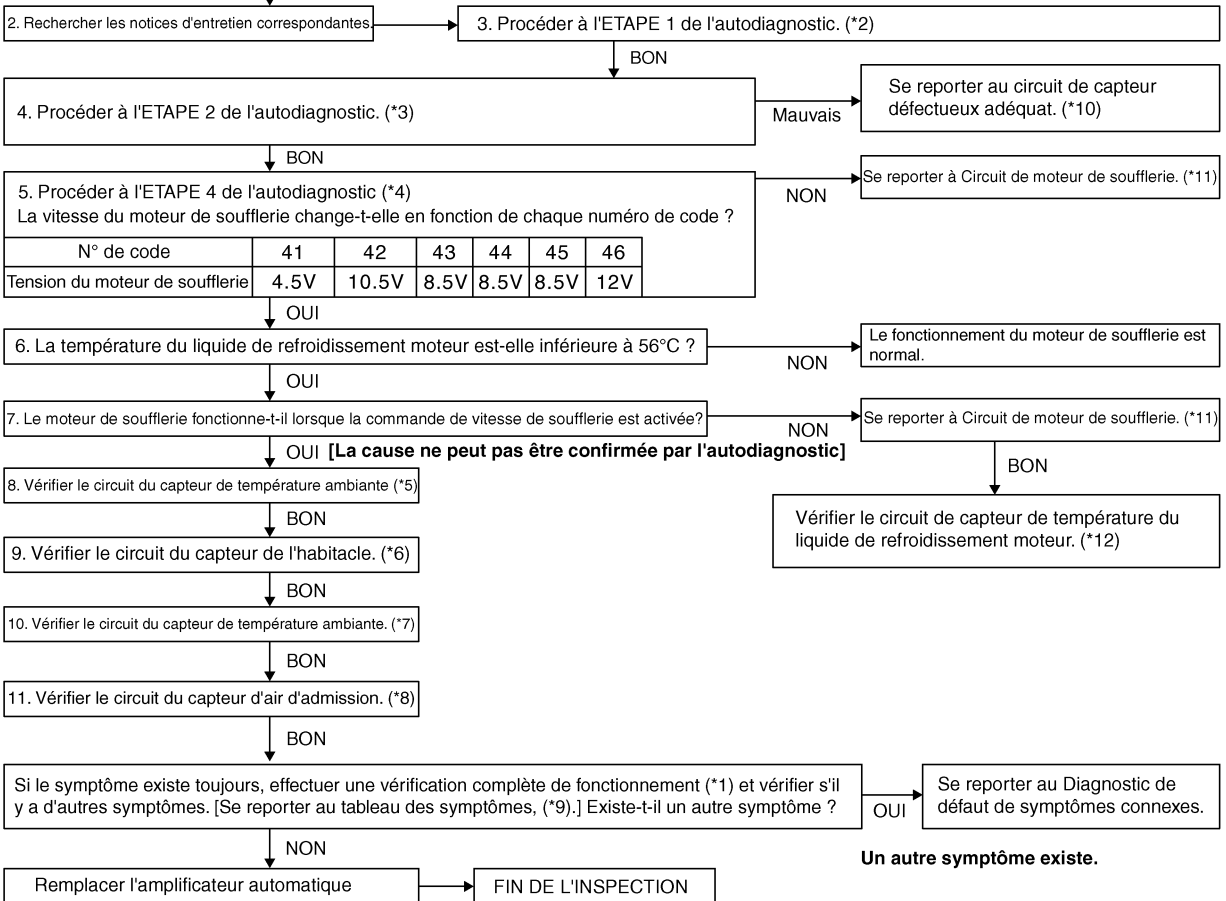 2. Rechercher les notices d'entretien correspondantes.
3. Procéder à l'ETAPE 1 de l'autodiagnostic. (*2)
BON
4. Procéder à l'ETAPE 2 de l'autodiagnostic. (*3)
Mauvais
Se reporter au circuit de capteur
défectueux adéquat. (*10)
BON
5. Procéder à l'ETAPE 4 de l'autodiagnostic (*4)
La vitesse du moteur de soufflerie change-t-elle en fonction de chaque numéro de code ?
NON
Se reporter à Circuit de moteur de soufflerie. (*11)
N° de code 41 42 43 44 45 46
Tension du moteur de soufflerie 4.5V 10.5V 8.5V 8.5V 8.5V 12V
OUI
6. La température du liquide de refroidissement moteur est-elle inférieure à 56°C ?
NON
Le fonctionnement du moteur de soufflerie est
normal.
OUI
7. Le moteur de soufflerie fonctionne-t-il lorsque la commande de vitesse de soufflerie est activée?
NON
Se reporter à Circuit de moteur de soufflerie. (*11)
OUI [La cause ne peut pas être confirmée par l'autodiagnostic]
BON
Vérifier le circuit de capteur de température du
liquide de refroidissement moteur. (*12)
8. Vérifier le circuit du capteur de température ambiante (*5)
BON
9. Vérifier le circuit du capteur de l'habitacle. (*6)
BON
10. Vérifier le circuit du capteur de température ambiante. (*7)
BON
11. Vérifier le circuit du capteur d'air d'admission. (*8)
BON
Si le symptôme existe toujours, effectuer une vérification complète de fonctionnement (*1) et vérifier s'il
y a d'autres symptômes. [Se reporter au tableau des symptômes, (*9).] Existe-t-il un autre symptôme ?
OUI
Se reporter au Diagnostic de
défaut de symptômes connexes.
NON
Un autre symptôme existe.
Remplacer l'amplificateur automatique
FIN DE L'INSPECTION